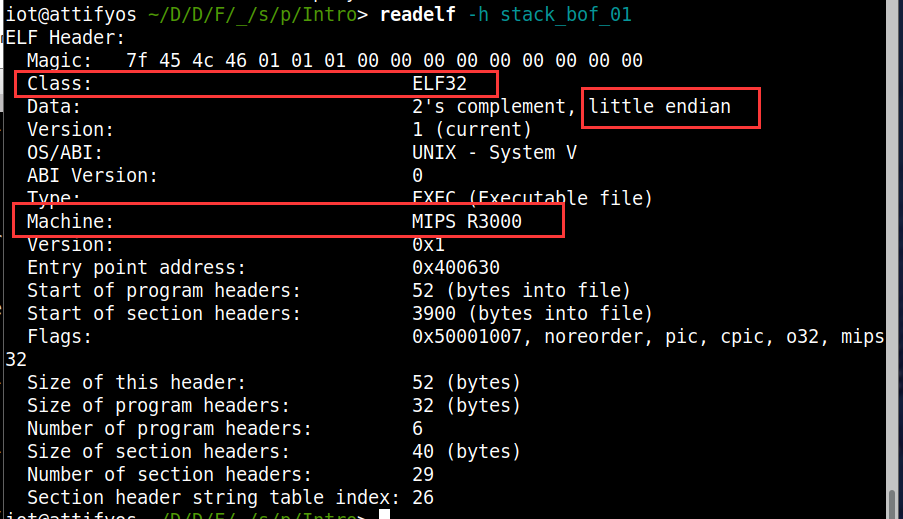 iot@attifyos ~/D/D/F/_/s/p/Intro> readelf -h stack_bof_01
ELF Header:
  Magic:   7f 45 4c 46 01 01 01 00 00 00 00 00 00 00 00 00
  Class:                             ELF32
  Data:                              2's complement, little endian
  Version:                           1 (current)
  OS/ABI:                            UNIX - System V
  ABI Version:                       0
  Type:                              EXEC (Executable file)
  Machine:                           MIPS R3000
  Version:                           0x1
  Entry point address:               0x400630
  Start of program headers:          52 (bytes into file)
  Start of section headers:          3900 (bytes into file)
  Flags:                             0x50001007, noreorder, pic, cpic, o32, mips
32
  Size of this header:               52 (bytes)
  Size of program headers:           32 (bytes)
  Number of program headers:         6
  Size of section headers:           40 (bytes)
  Number of section headers:         29
  Section header string table index: 26
iot@attifyos ~/D/D/F/_/s/p/Intro>